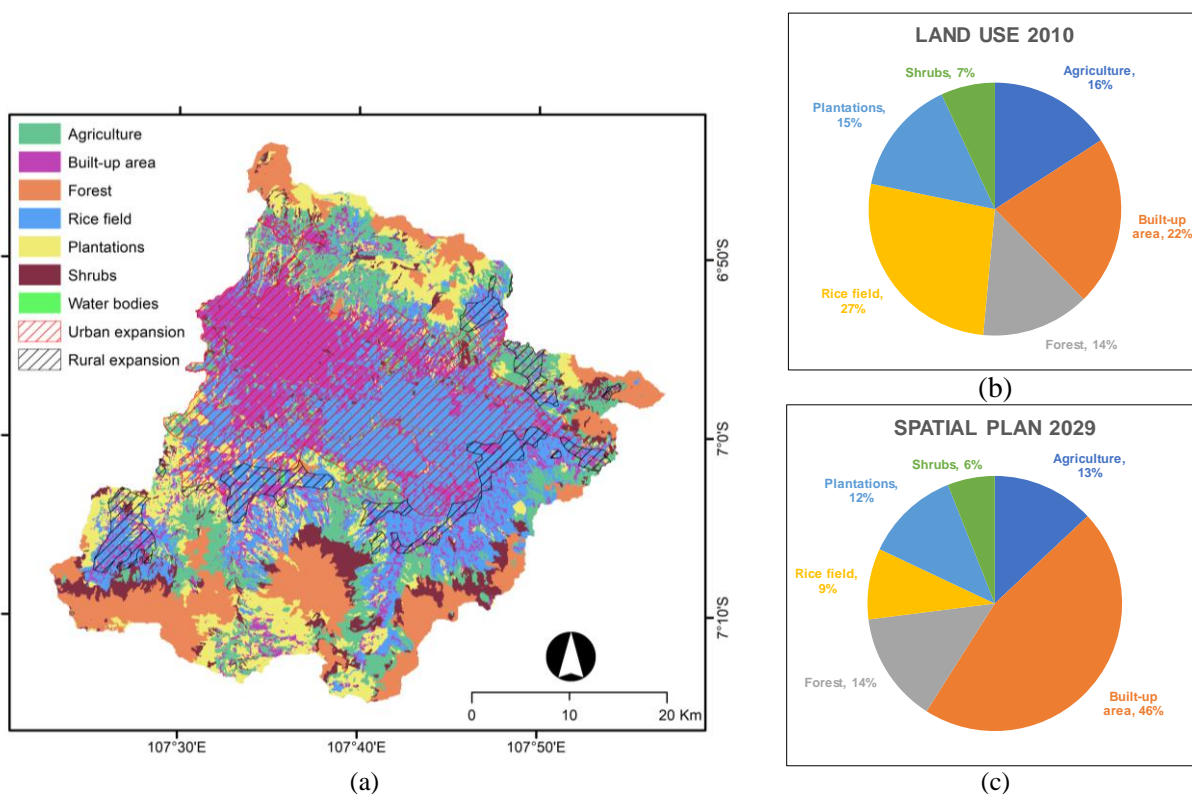 Agriculture
Built-up area
Forest
Rice field
Plantations
Shrubs
Water bodies
Urban expansion
Rural expansion
6°50'S
7°0'S
7°10'S
0 10 20 Km
107°30'E 107°40'E 107°50'E
(a)
LAND USE 2010
Shrubs, 7%
Agriculture,
16%
Plantations,
15%
Built-up
area, 22%
Rice field,
27%
Forest, 14%
(b)
SPATIAL PLAN 2029
Shrubs, 6%
Agriculture,
13%
Plantations,
12%
Rice field,
9%
Forest, 14%
Built-up
area, 46%
(c)